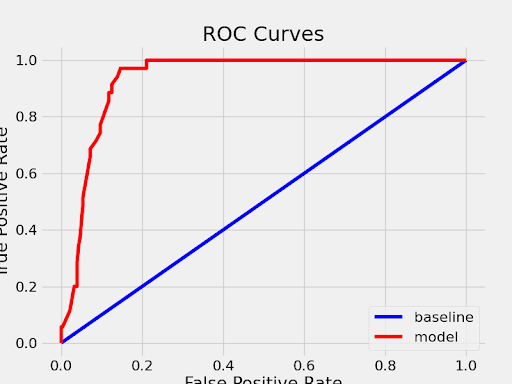 ROC Curves
True Positive Rate
1.0
0.8
0.6
0.4
0.2
0.0
baseline
model
0.0 0.2 0.4 0.6 0.8 1.0
False Positive Rate